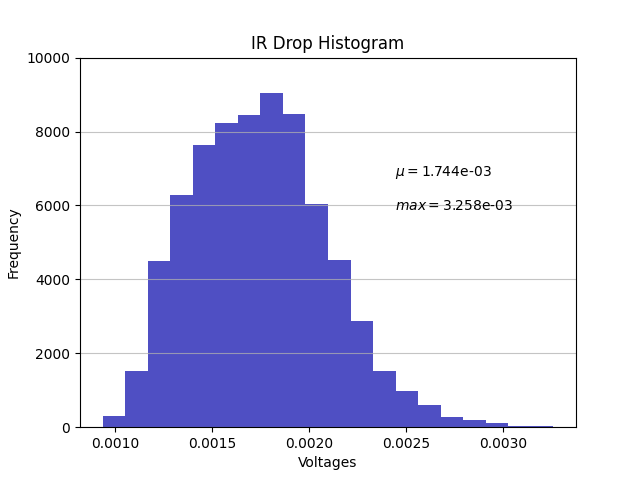 IR Drop Histogram
10000
8000
6000
4000
2000
0
Frequency
μ = 1.744e-03
max = 3.258e-03
0.0010 0.0015 0.0020 0.0025 0.0030
Voltages